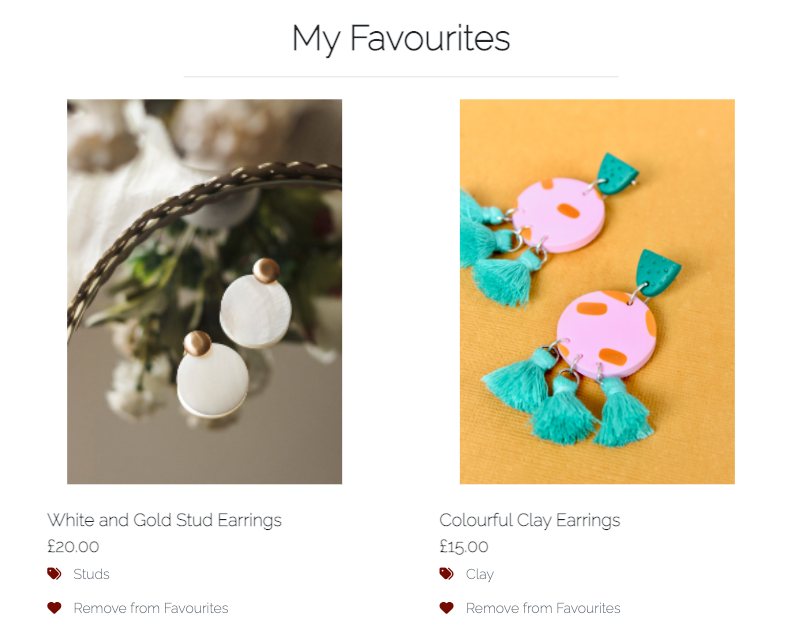 My Favourites
White and Gold Stud Earrings
£20.00
Studs
Remove from Favourites
Colourful Clay Earrings
£15.00
Clay
Remove from Favourites